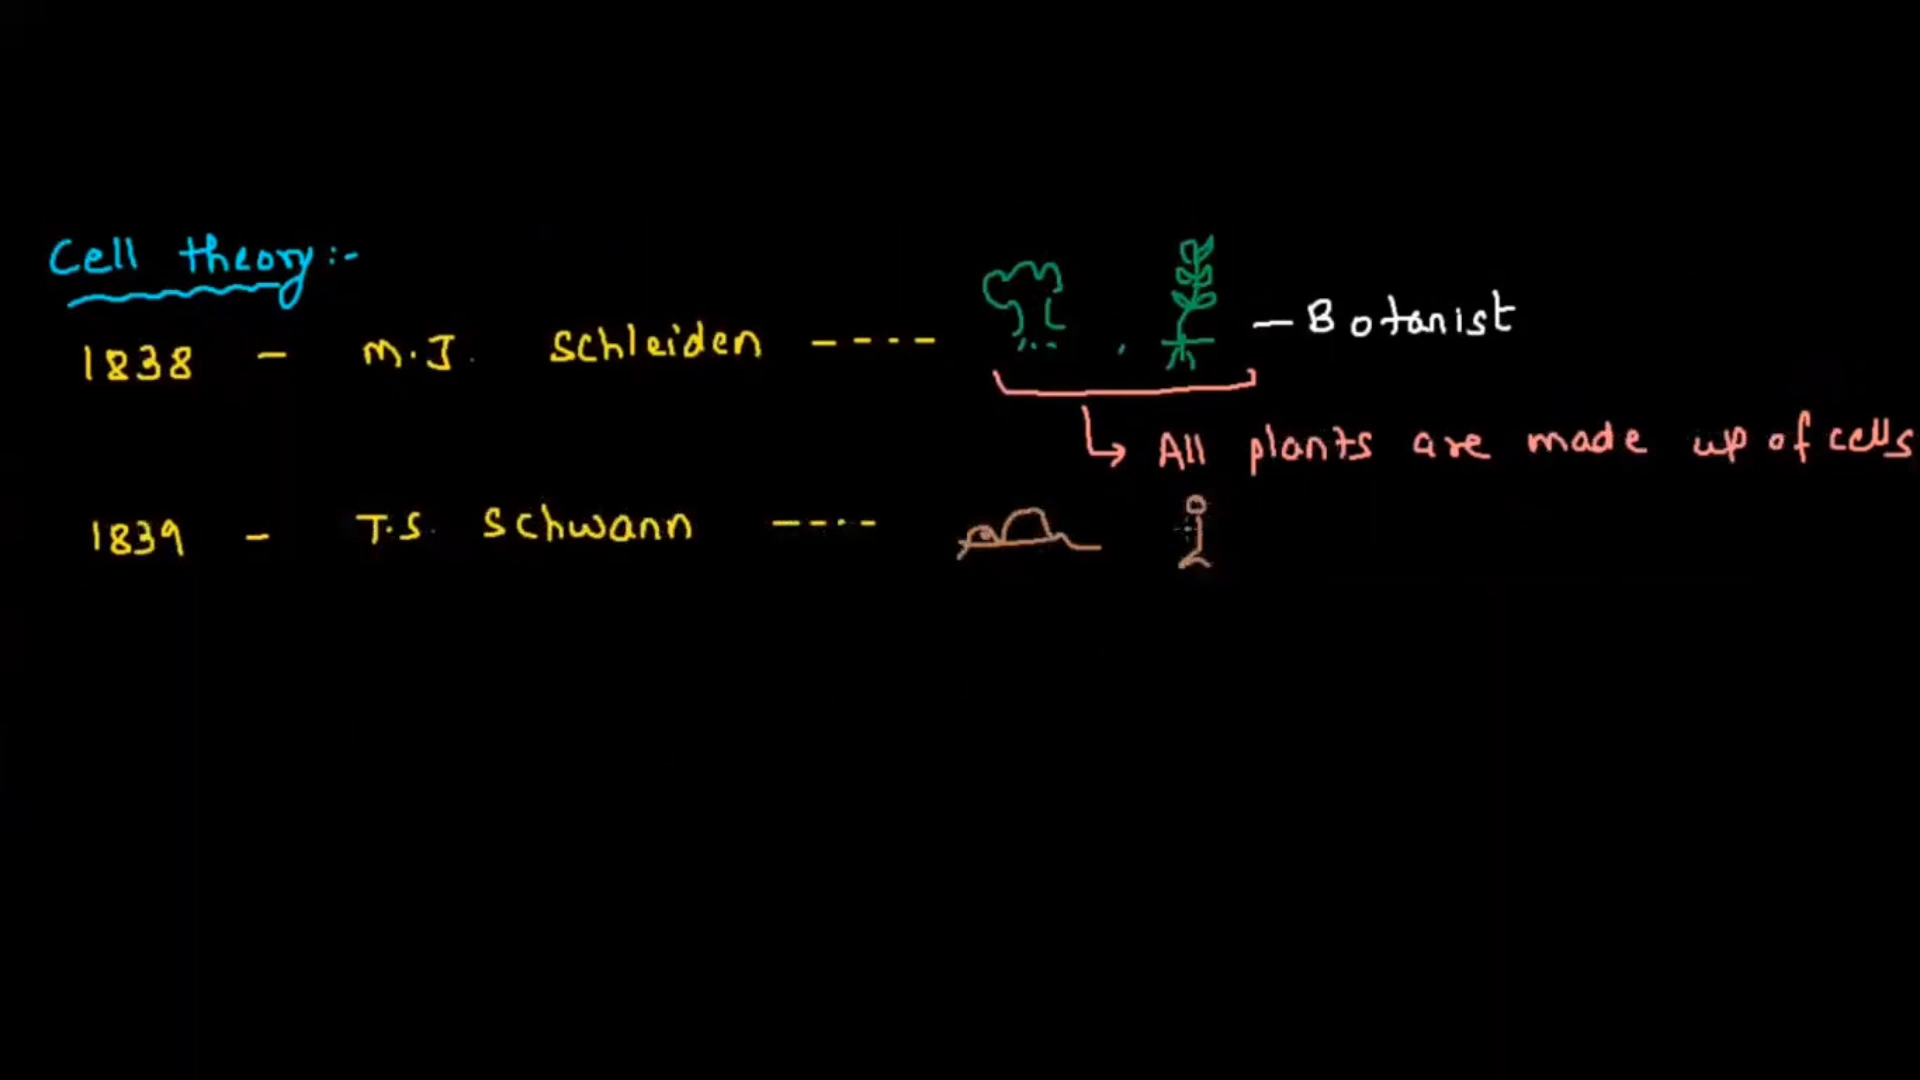 Cell theory:-
1838 - M.J. Schleiden ---- - Botanist
All plants are made up of cells
1839 - T.S. Schwann ----